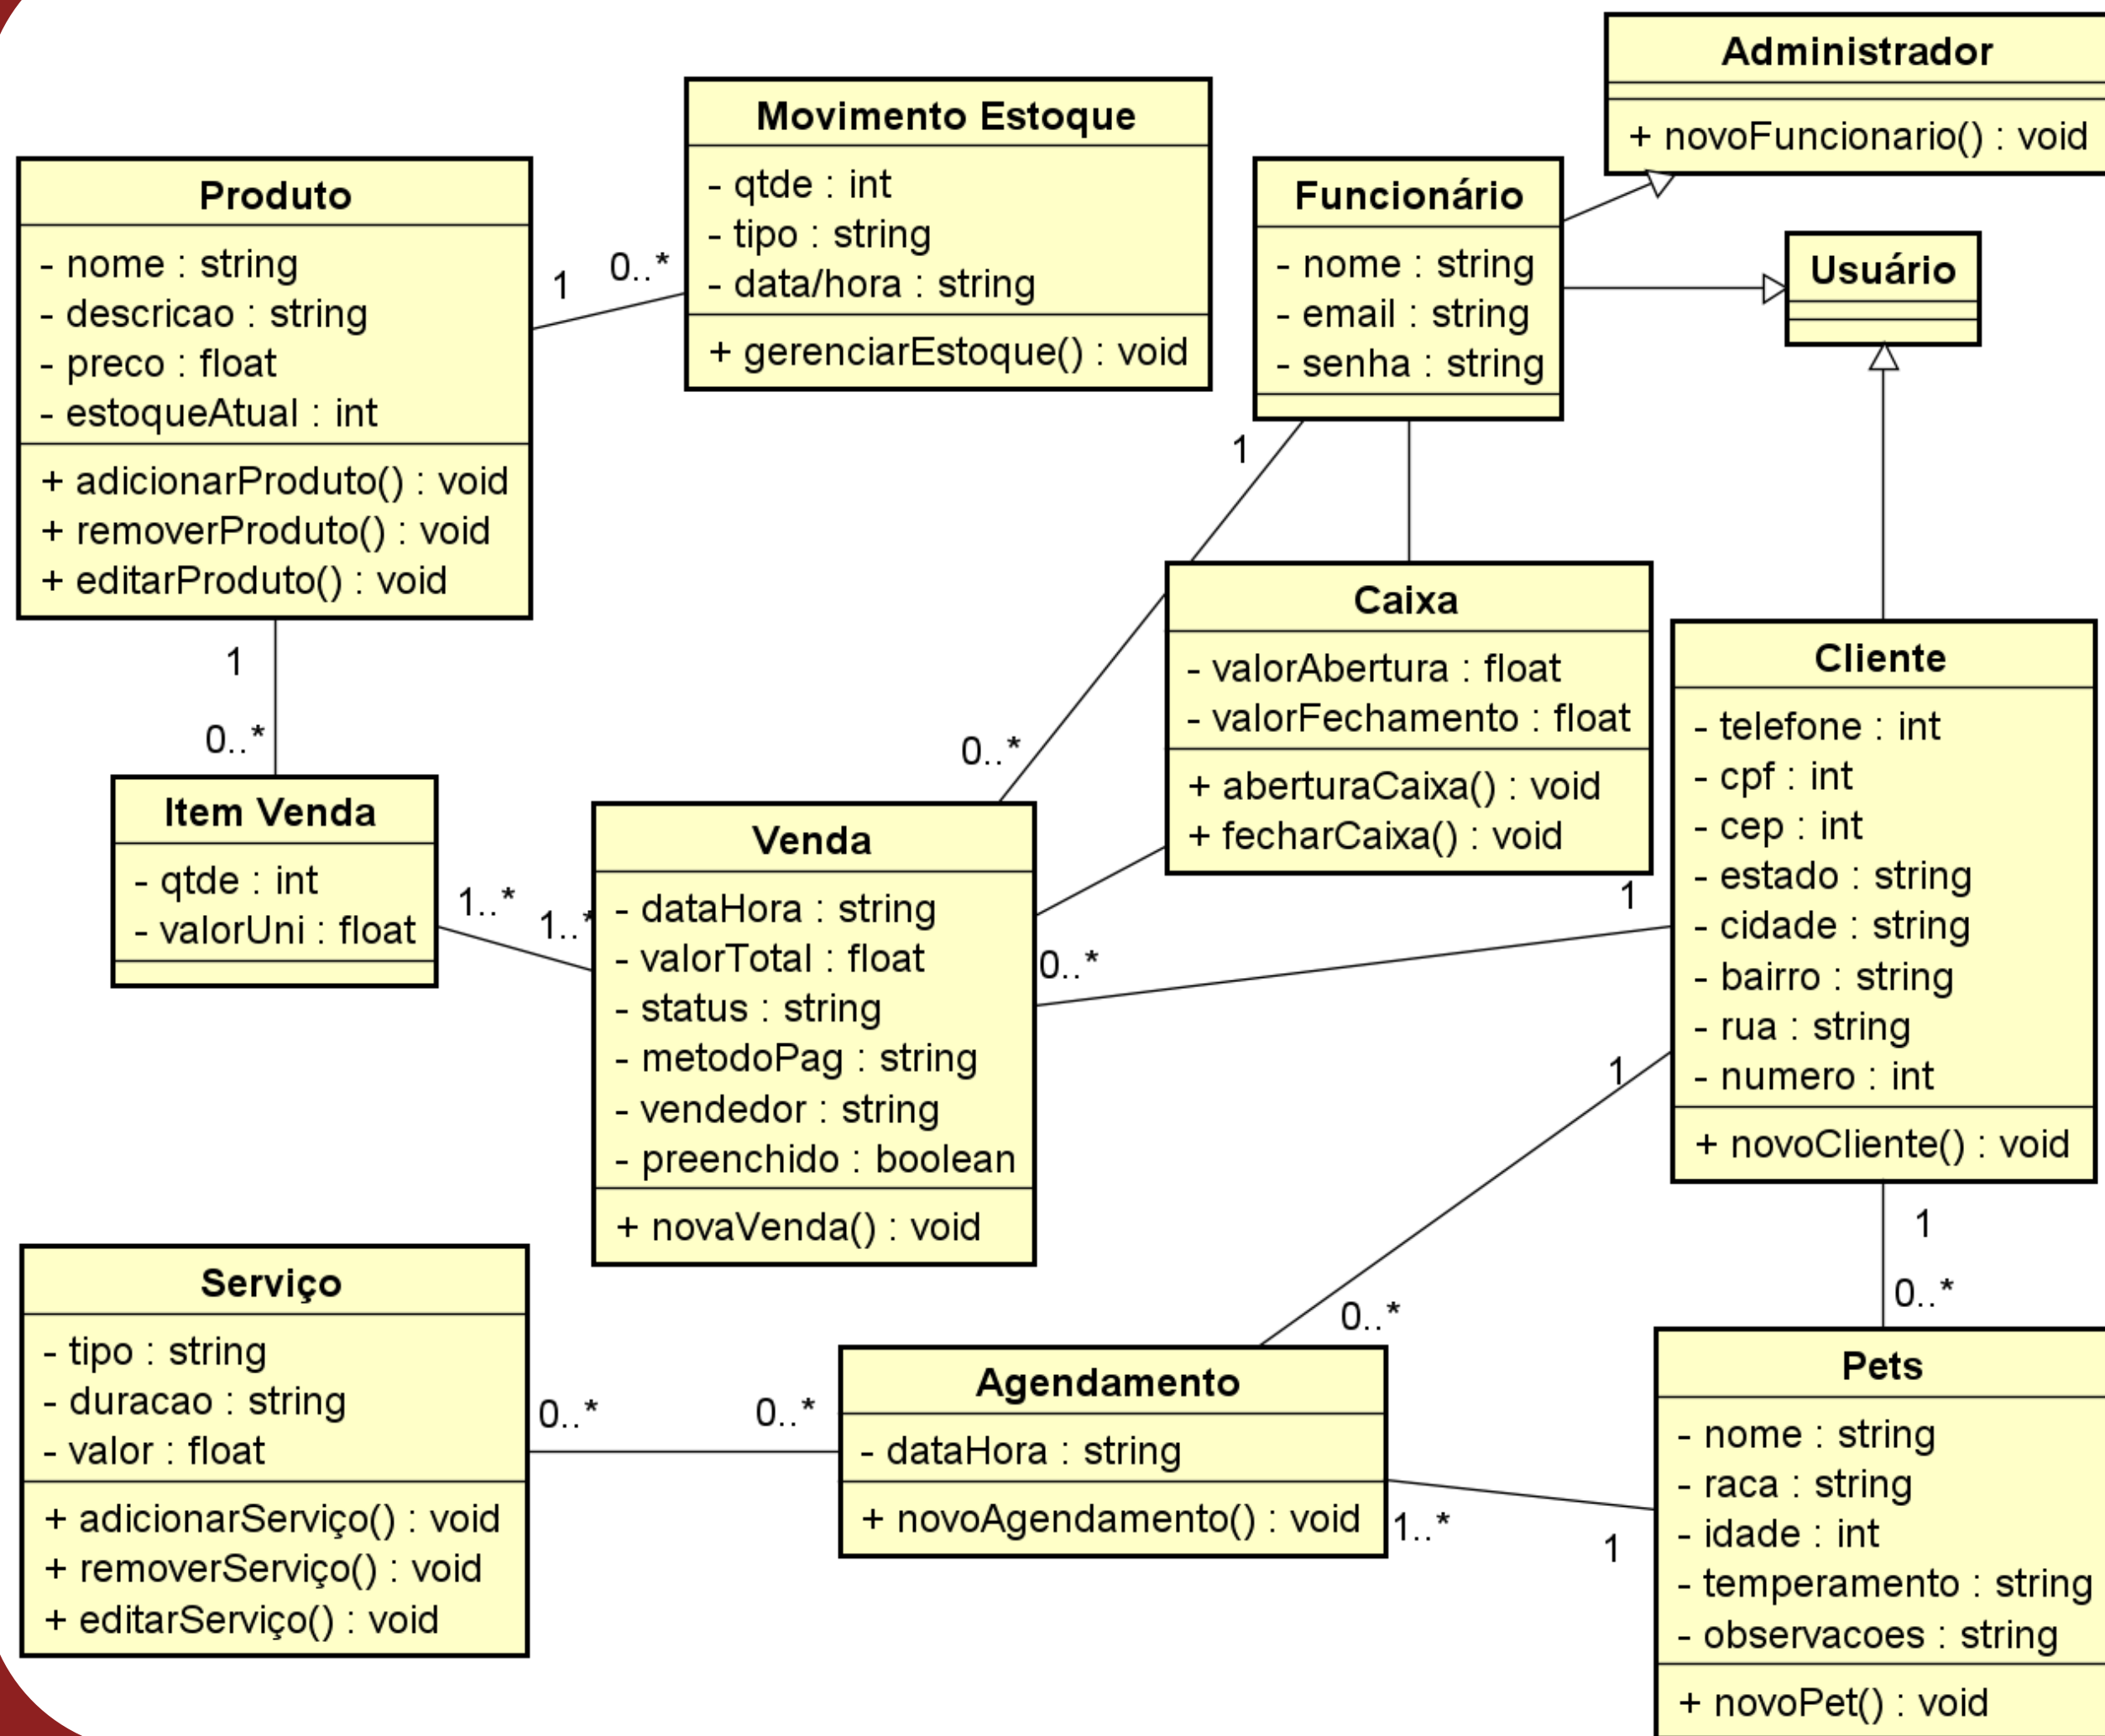 Administrador
+ novoFuncionario() : void
Movimento Estoque
- qtde : int
- tipo : string
- data/hora : string
+ gerenciarEstoque() : void
Produto
- nome : string
- descricao : string
- preco : float
- estoqueAtual : int
+ adicionarProduto() : void
+ removerProduto() : void
+ editarProduto() : void
1
0..*
Funcionário
- nome : string
- email : string
- senha : string
Usuário
1
0..*
Caixa
- valorAbertura : float
- valorFechamento : float
+ aberturaCaixa() : void
+ fecharCaixa() : void
Cliente
- telefone : int
- cpf : int
- cep : int
- estado : string
- cidade : string
- bairro : string
- rua : string
- numero : int
+ novoCliente() : void
1
0..*
Item Venda
- qtde : int
- valorUni : float
1..*
1..*
Venda
- dataHora : string
- valorTotal : float
- status : string
- metodoPag : string
- vendedor : string
- preenchido : boolean
+ novaVenda() : void
0..*
1
1
0..*
1
0..*
Serviço
- tipo : string
- duracao : string
- valor : float
+ adicionarServiço() : void
+ removerServiço() : void
+ editarServiço() : void
0..*
0..*
Agendamento
- dataHora : string
+ novoAgendamento() : void
1..*
1
Pets
- nome : string
- raca : string
- idade : int
- temperamento : string
- observacoes : string
+ novoPet() : void